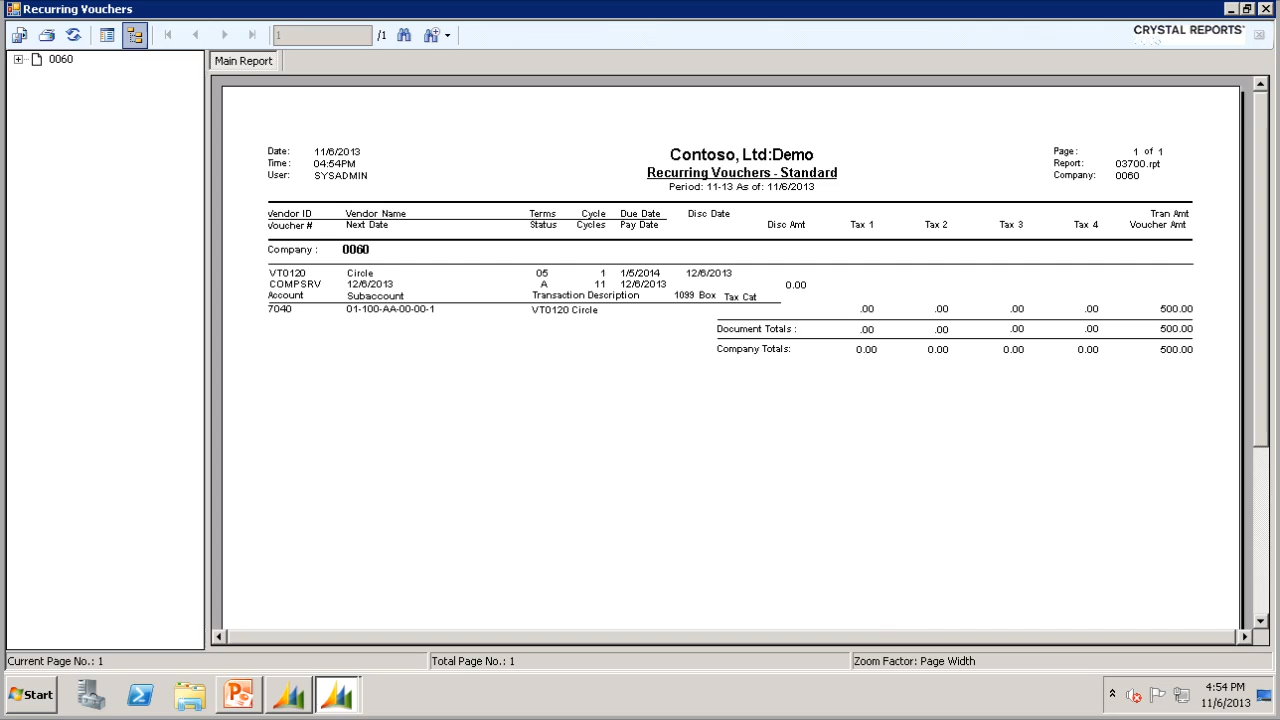 Recurring Vouchers
1 /1 CRYSTAL REPORTS
0060 Main Report
Date: 11/6/2013 Contoso, Ltd:Demo Page: 1 of 1
Time: 04:54PM Recurring Vouchers - Standard Report: 03700.rpt
User: SYSADMIN Period: 11-13 As of: 11/6/2013 Company: 0060
Vendor ID Vendor Name Terms Cycle Due Date Disc Date Tran Amt
Voucher # Next Date Status Cycles Pay Date Disc Amt Tax 1 Tax 2 Tax 3 Tax 4 Voucher Amt
Company : 0060
VT0120 Circle 05 1 1/5/2014 12/6/2013
COMPSRV 12/6/2013 A 11 12/6/2013 0.00
Account Subaccount Transaction Description 1099 Box Tax Cat
7040 01-100-AA-00-00-1 VT0120 Circle .00 .00 .00 .00 500.00
Document Totals : .00 .00 .00 .00 500.00
Company Totals: 0.00 0.00 0.00 0.00 500.00
Current Page No.: 1 Total Page No.: 1 Zoom Factor: Page Width
Start 4:54 PM
11/6/2013